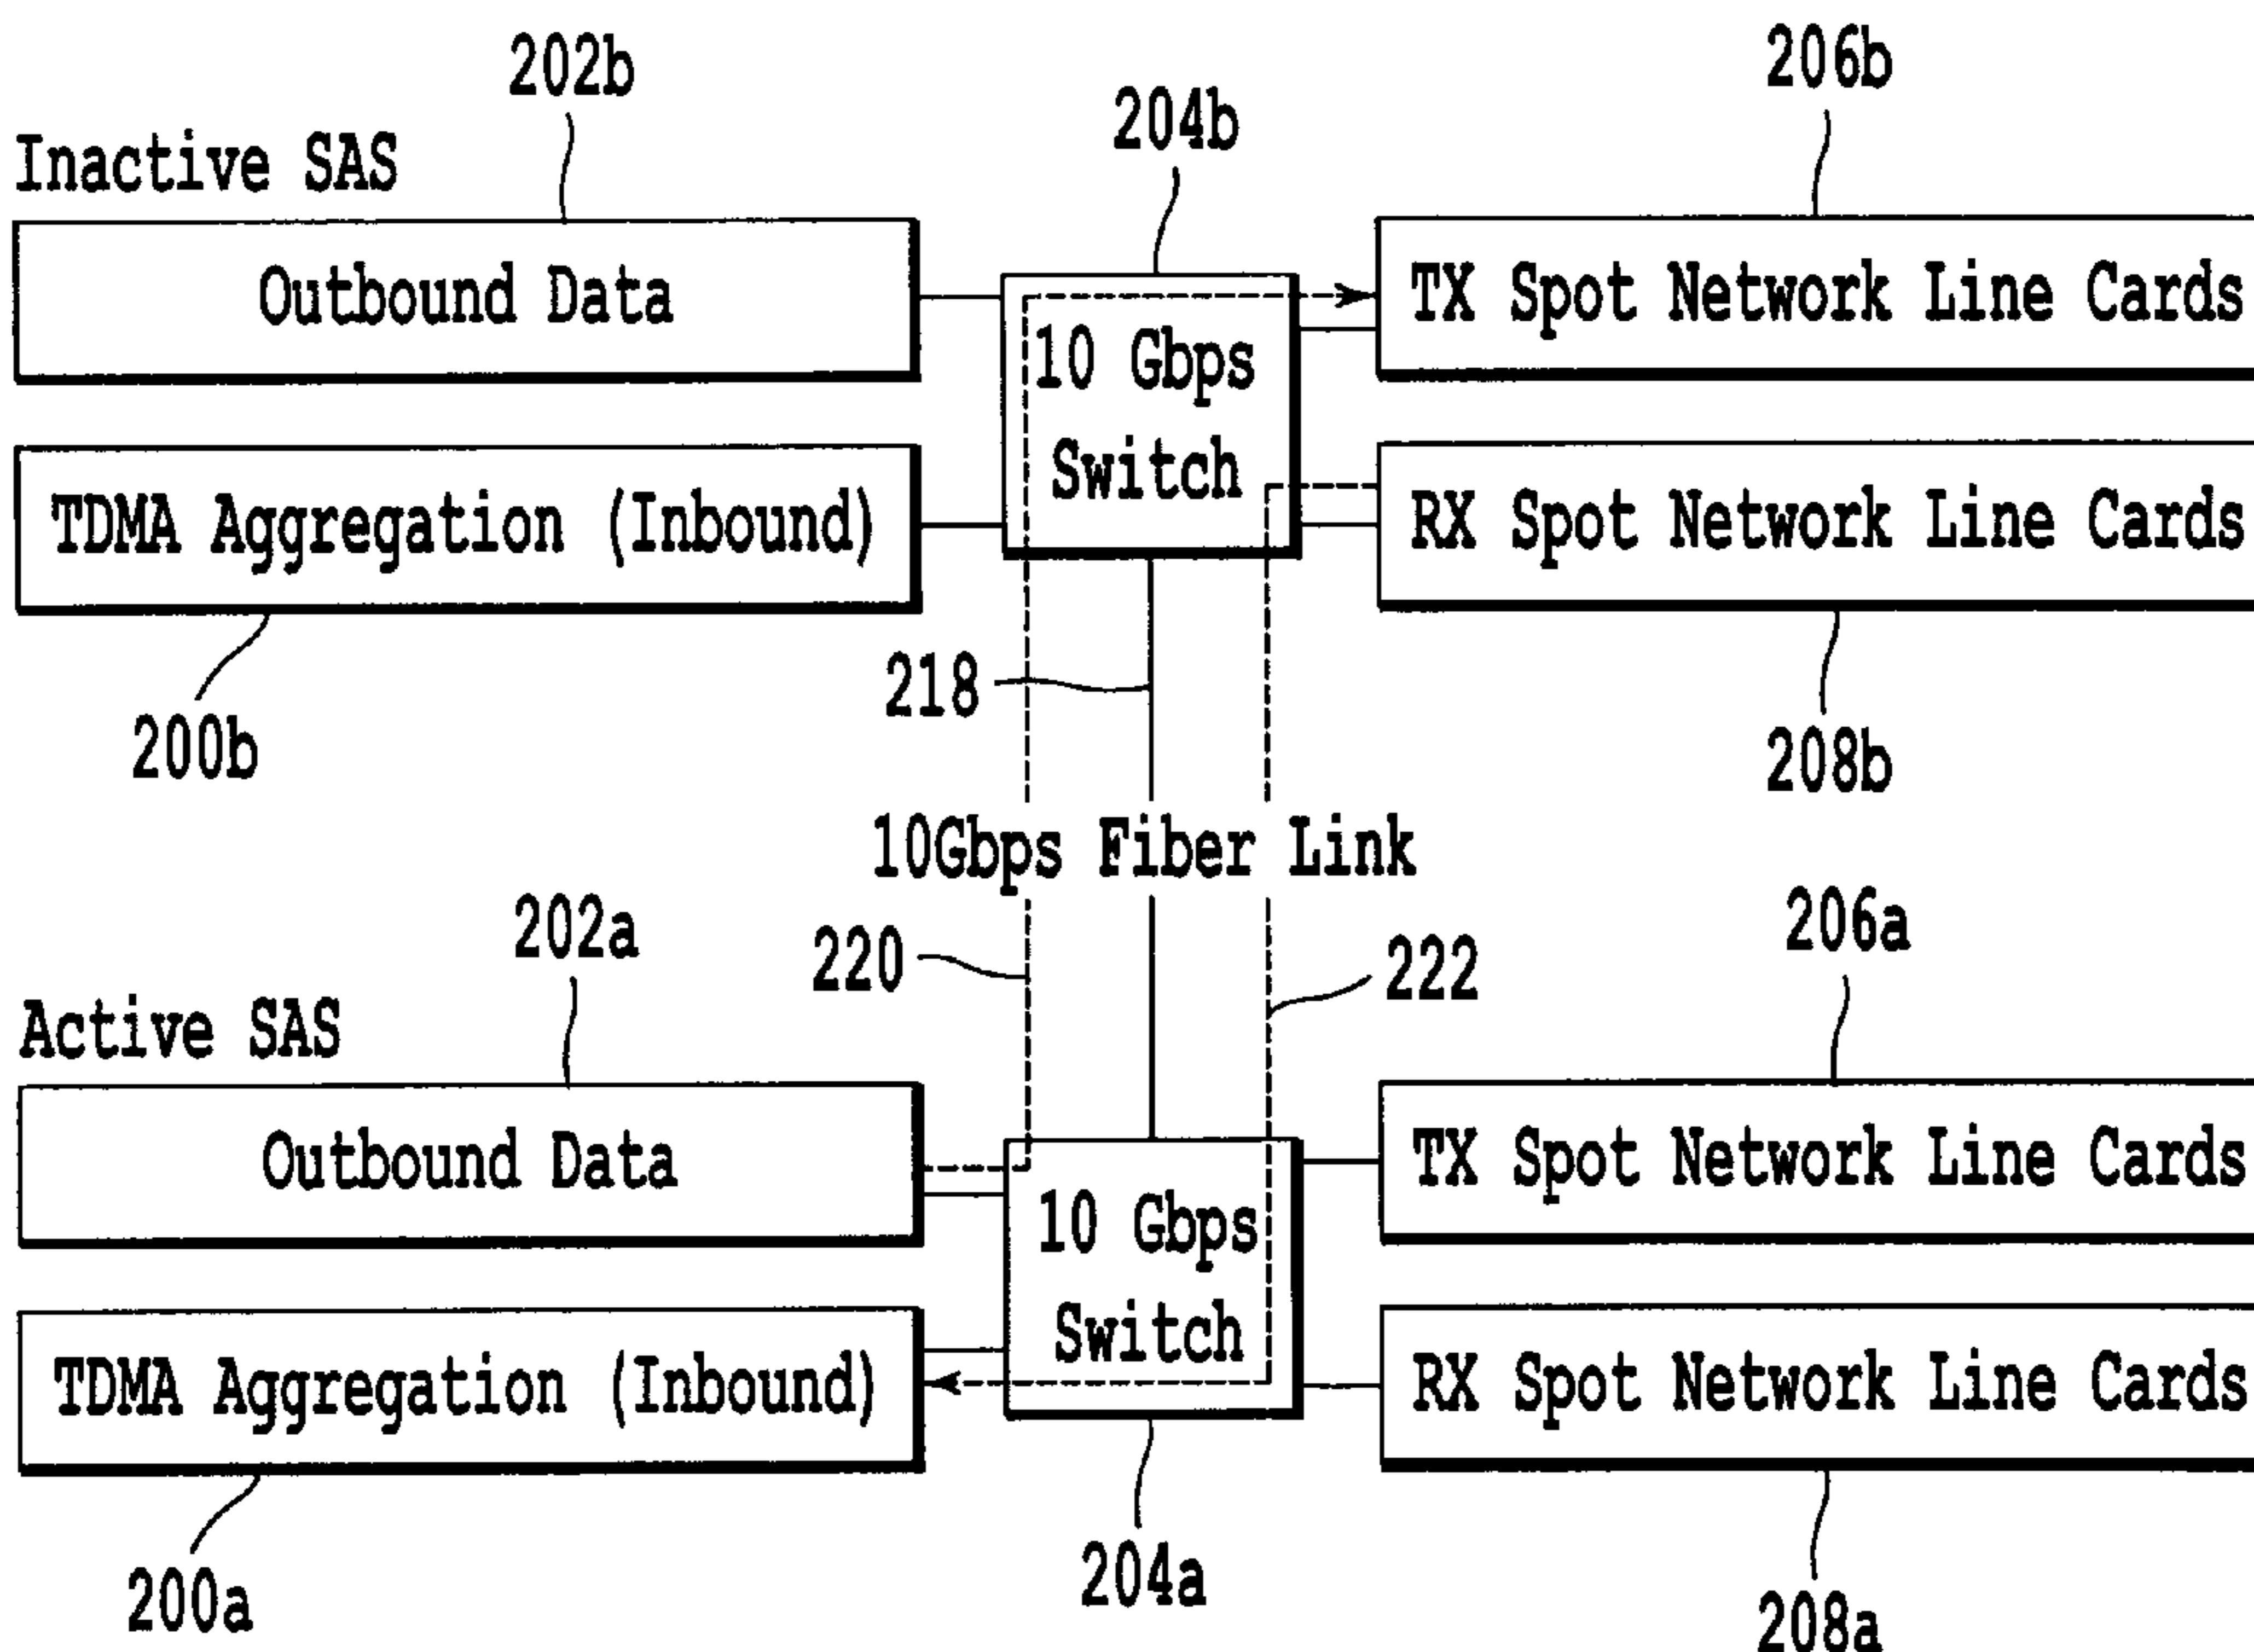 202b
206b
204b
Inactive SAS
Outbound Data
10 Gbps
Switch
TX Spot Network Line Cards
TDMA Aggregation (Inbound)
RX Spot Network Line Cards
218
200b
208b
10Gbps Fiber Link
202a
206a
220
222
Active SAS
Outbound Data
10 Gbps
Switch
TX Spot Network Line Cards
TDMA Aggregation (Inbound)
RX Spot Network Line Cards
200a
204a
208a